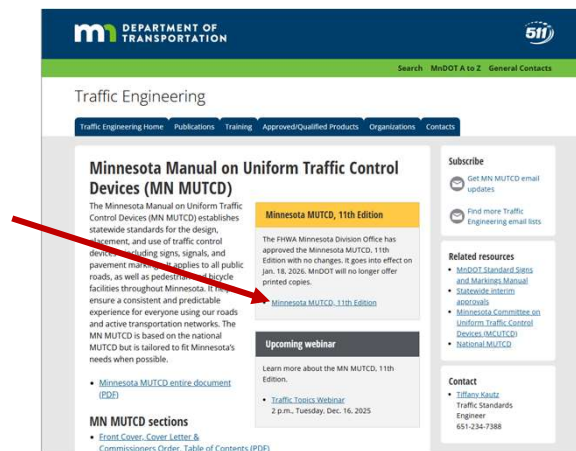 mn DEPARTMENT OF
TRANSPORTATION
511
Search MnDOT A to Z General Contacts
Traffic Engineering
Traffic Engineering Home Publications Training Approved/Qualified Products Organizations Contacts
Minnesota Manual on Uniform Traffic Control
Devices (MN MUTCD)
The Minnesota Manual on Uniform Traffic
Control Devices (MN MUTCD) establishes
statewide standards for the design,
placement, and use of traffic control
devices, including signs, signals, and
pavement markings. It applies to all public
roads, as well as pedestrian and bicycle
facilities throughout Minnesota. It
ensure a consistent and predictable
experience for everyone using our roads
and active transportation networks. The
MN MUTCD is based on the national
MUTCD but is tailored to fit Minnesota's
needs when possible.
• Minnesota MUTCD entire document
(PDF)
MN MUTCD sections
• Front Cover, Cover Letter &
Commissioners Order, Table of Contents (PDF)
Minnesota MUTCD, 11th Edition
The FHWA Minnesota Division Office has
approved the Minnesota MUTCD, 11th
Edition with no changes. It goes into effect on
Jan. 18, 2026. MnDOT will no longer offer
printed copies.
• Minnesota MUTCD, 11th Edition
Upcoming webinar
Learn more about the MN MUTCD, 11th
Edition.
• Traffic Topics Webinar
2 p.m., Tuesday, Dec. 16, 2025
Subscribe
Get MN MUTCD email
updates
Find more Traffic
Engineering email lists
Related resources
• MnDOT Standard Signs
and Markings Manual
• Statewide interim
approvals
• Minnesota Committee on
Uniform Traffic Control
Devices (MCUTCD)
• National MUTCD
Contact
• Tiffany Kautz
Traffic Standards
Engineer
651-234-7388